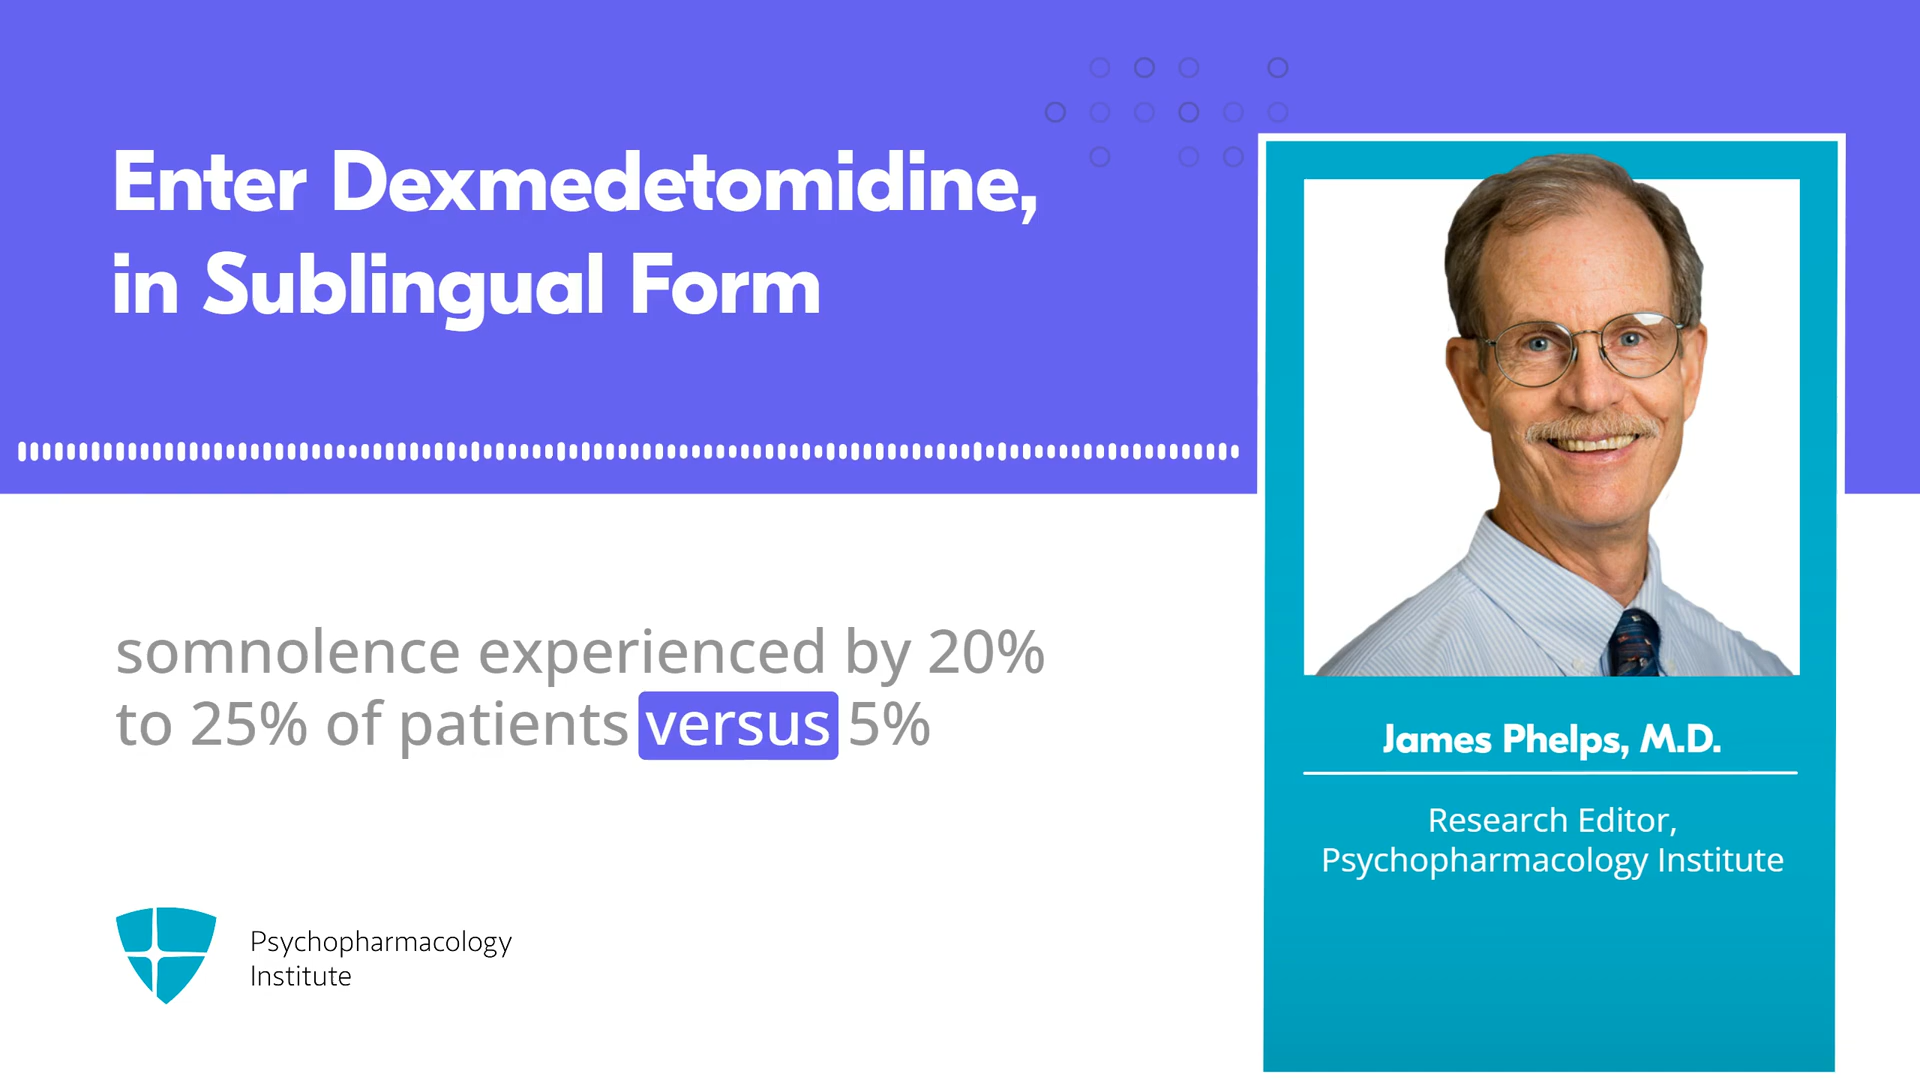 Enter Dexmedetomidine,
in Sublingual Form
somnolence experienced by 20%
to 25% of patients versus 5%
James Phelps, M.D.
Research Editor,
Psychopharmacology Institute
Psychopharmacology
Institute